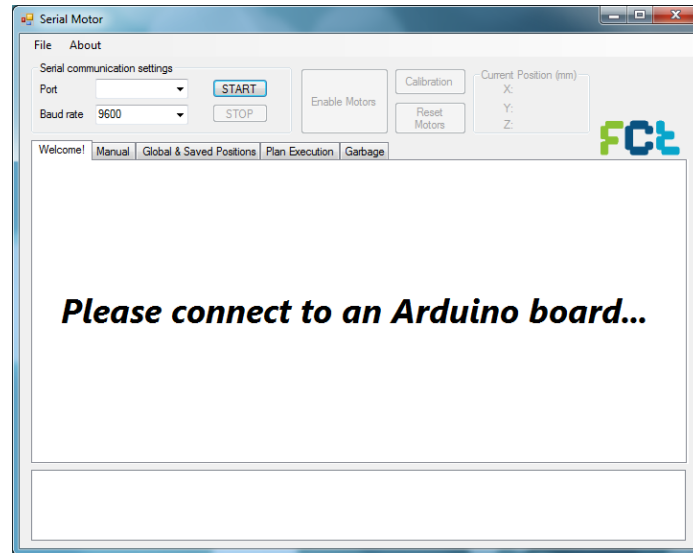 Serial Motor
File About
Serial communication settings
Port
START
Baud rate 9600
STOP
Enable Motors
Calibration
Reset
Motors
Current Position (mm)
X:
Y:
Z:
FCt
Welcome! Manual Global & Saved Positions Plan Execution Garbage
Please connect to an Arduino board...